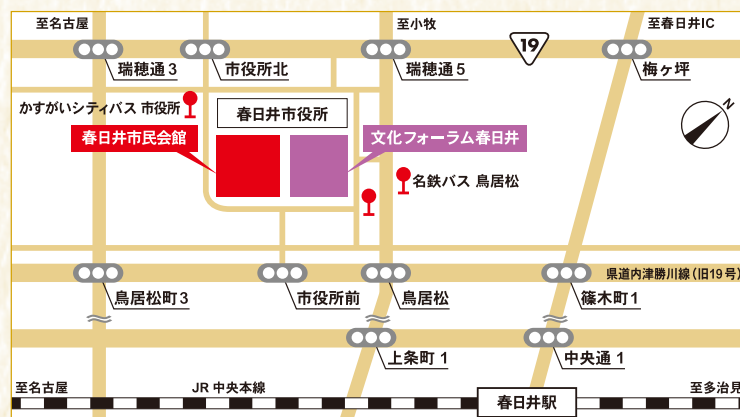 至名古屋
至小牧
至春日井IC
19
瑞穂通3
市役所北
瑞穂通5
梅ヶ坪
N
かすがいシティバス 市役所
春日井市役所
春日井市民会館
文化フォーラム春日井
名鉄バス 鳥居松
県道内津勝川線(旧19号)
鳥居松町3
市役所前
鳥居松
篠木町1
上条町1
中央通1
至名古屋
JR 中央本線
春日井駅
至多治見